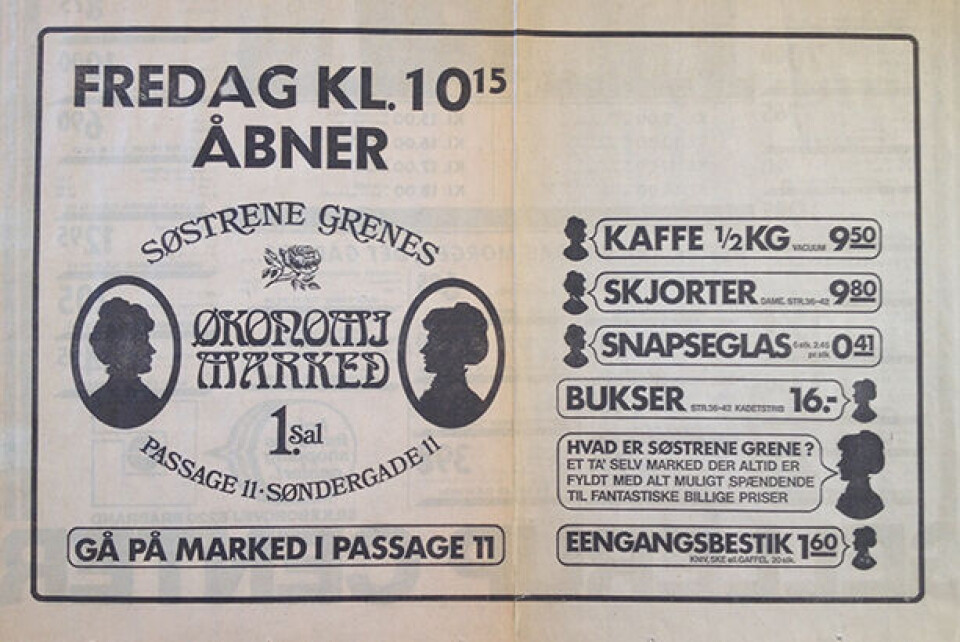 FREDAG KL. 10¹⁵
ÅBNER
SØSTRENE GRENES
ØKONOMI
MARKED
1. Sal
PASSAGE 11 · SØNDERGADE 11
GÅ PÅ MARKED I PASSAGE 11
KAFFE 1/2 KG VACUUM 9⁵⁰
SKJORTER DAME. STR. 36-42 9⁸⁰
SNAPSEGLAS 6 stk. 2,45 pr. stk. 0⁴¹
BUKSER STR. 36-42 KADETSTRIB 16.-
HVAD ER SØSTRENE GRENE?
ET TA' SELV MARKED DER ALTID ER
FYLDT MED ALT MULIGT SPÆNDENDE
TIL FANTASTISKE BILLIGE PRISER
EENGANGSBESTIK 1⁶⁰
KNIV, SKE el. GAFFEL 20 stk.